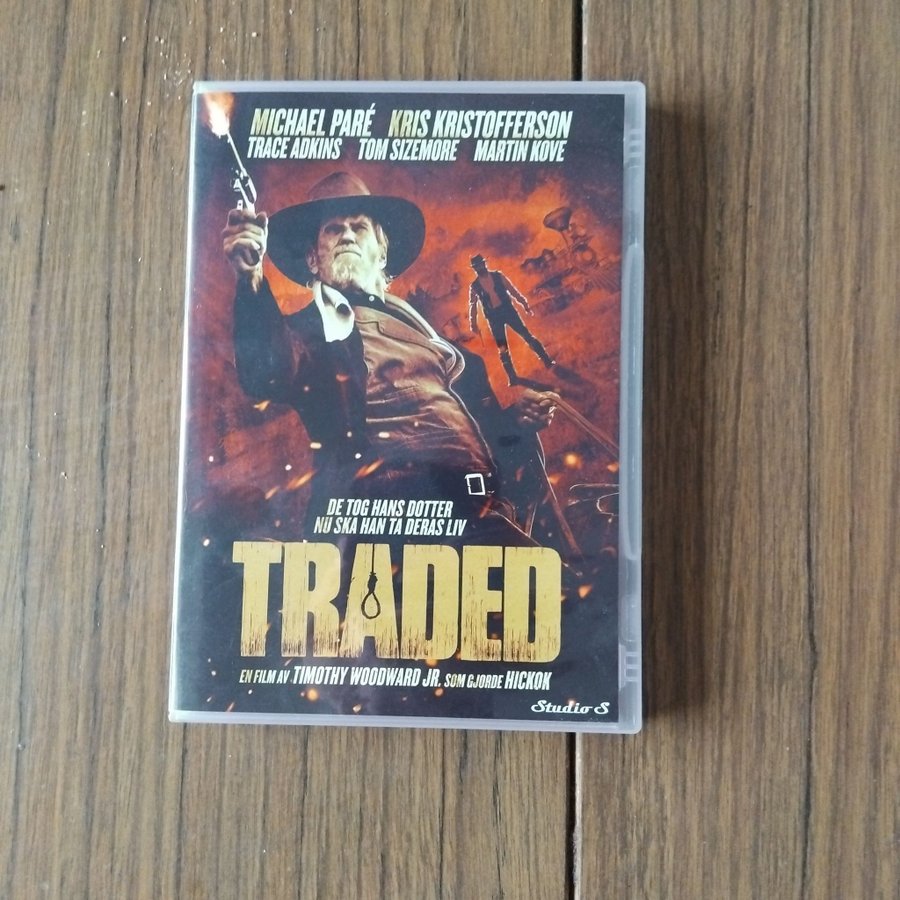 MICHAEL PARÉ KRIS KRISTOFFERSON
TRACE ADKINS TOM SIZEMORE MARTIN KOVE
DE TOG HANS DOTTER
NU SKA HAN TA DERAS LIV
TRADED
EN FILM AV TIMOTHY WOODWARD JR. SOM GJORDE HICKOK
Studio S